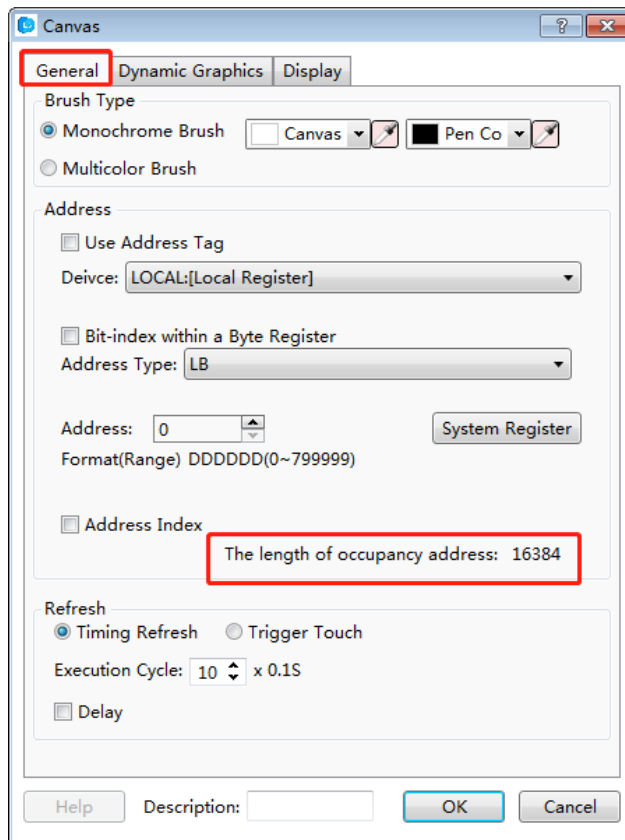 Canvas
General Dynamic Graphics Display
Brush Type
Monochrome Brush Canvas Pen Co
Multicolor Brush
Address
Use Address Tag
Deivce: LOCAL:[Local Register]
Bit-index within a Byte Register
Address Type: LB
Address: 0 System Register
Format(Range) DDDDDD(0~799999)
Address Index
The length of occupancy address: 16384
Refresh
Timing Refresh Trigger Touch
Execution Cycle: 10 x 0.1S
Delay
Help Description: OK Cancel